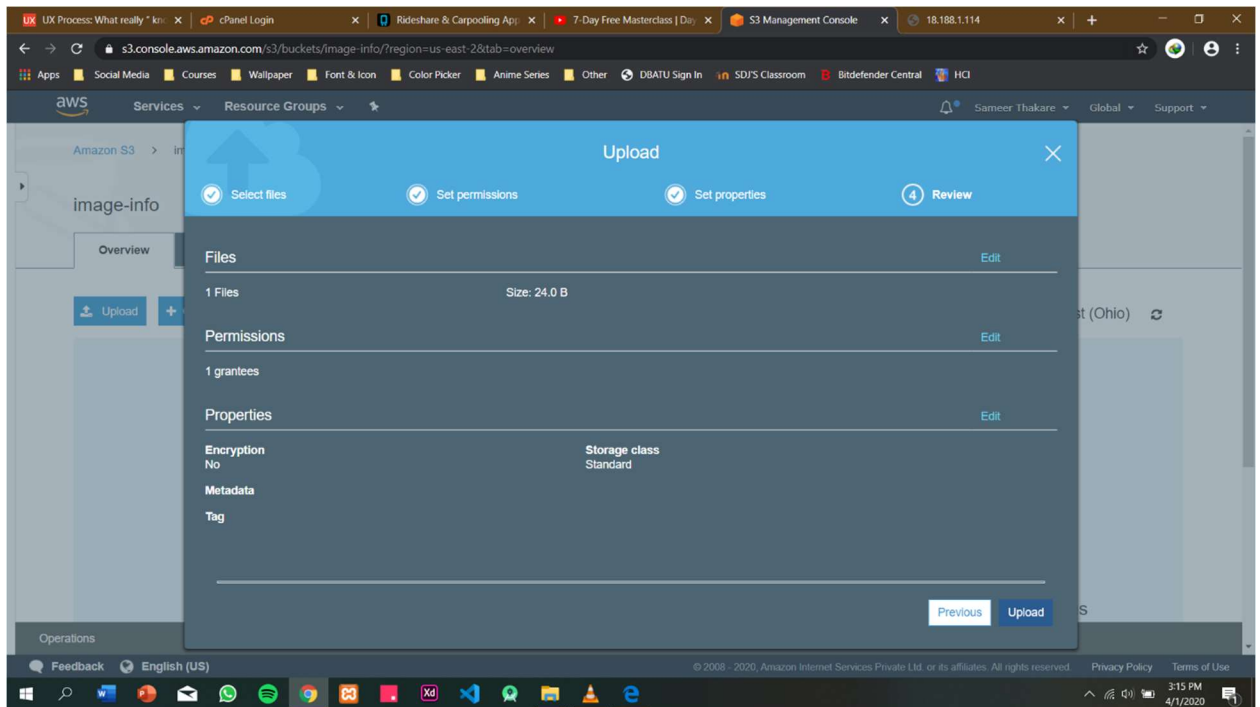 UX Process: What really " kno
cPanel Login
Rideshare & Carpooling App
7-Day Free Masterclass | Day
S3 Management Console
18.188.1.114
s3.console.aws.amazon.com/s3/buckets/image-info/?region=us-east-2&tab=overview
Apps Social Media Courses Wallpaper Font & Icon Color Picker Anime Series Other DBATU Sign In SDJ'S Classroom Bitdefender Central HCI
aws Services Resource Groups Sameer Thakare Global Support
Amazon S3 >
image-info
Overview
Upload
st (Ohio)
Upload
Select files Set permissions Set properties 4 Review
Files Edit
1 Files Size: 24.0 B
Permissions Edit
1 grantees
Properties Edit
Encryption Storage class
No Standard
Metadata
Tag
Previous Upload
Operations
Feedback English (US) © 2008 - 2020, Amazon Internet Services Private Ltd. or its affiliates. All rights reserved. Privacy Policy Terms of Use
3:15 PM
4/1/2020